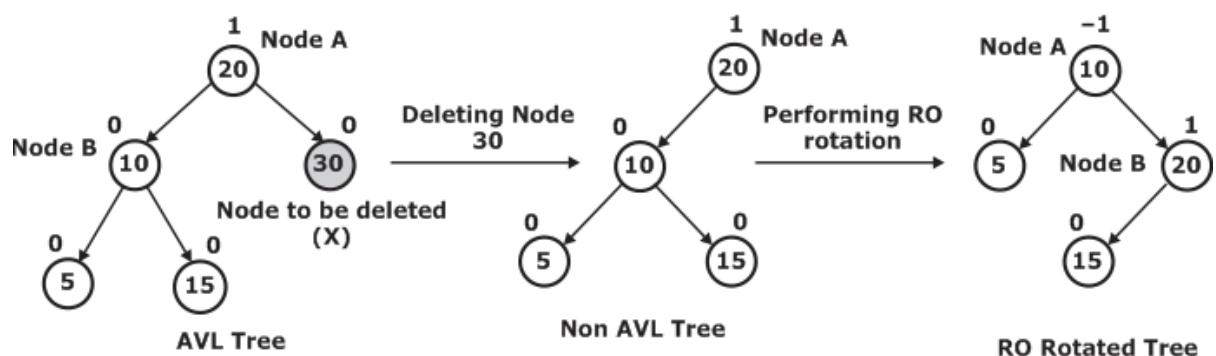 1
Node A
20
0
Node B
10
0
30
Node to be deleted
(X)
0
5
0
15
AVL Tree
Deleting Node
30
1
Node A
20
0
10
0
5
0
15
Non AVL Tree
Performing RO
rotation
–1
Node A
10
0
5
1
Node B
20
0
15
RO Rotated Tree